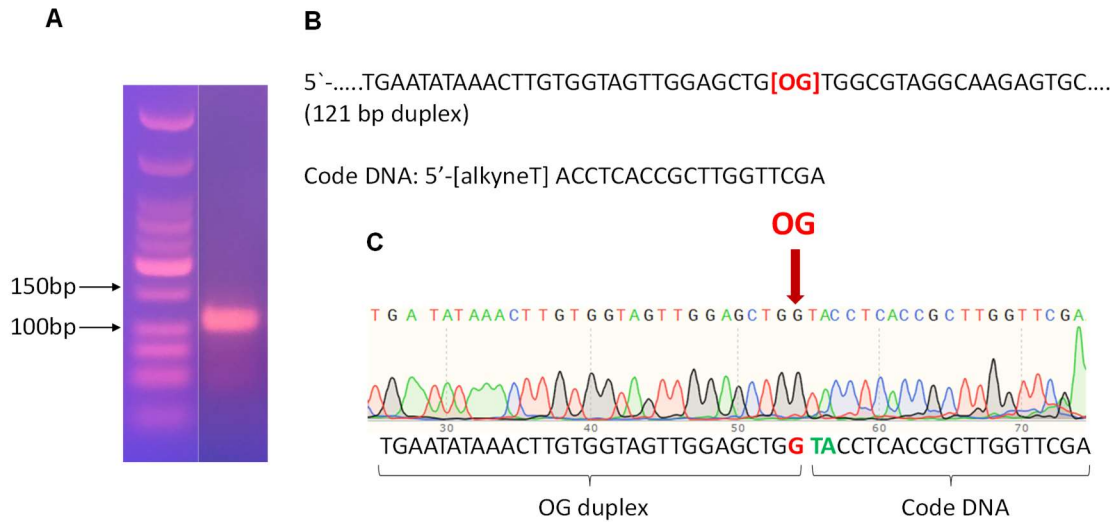 A
B
5`-.....TGAATATAAACTTGTGGTAGTTGGAGCTG[OG]TGGCGTAGGCAAGAGTGC....
(121 bp duplex)
Code DNA: 5’-[alkyneT] ACCTCACCGCTTGGTTCGA
150bp
100bp
C
OG
T G A T A T A A A C T T G T G G T A G T T G G A G C T G G T A C C T C A C C G C T T G G T T C G A
30 40 50 60 70
TGAATATAAACTTGTGGTAGTTGGAGCTGG TACCTCACCGCTTGGTTCGA
OG duplex Code DNA